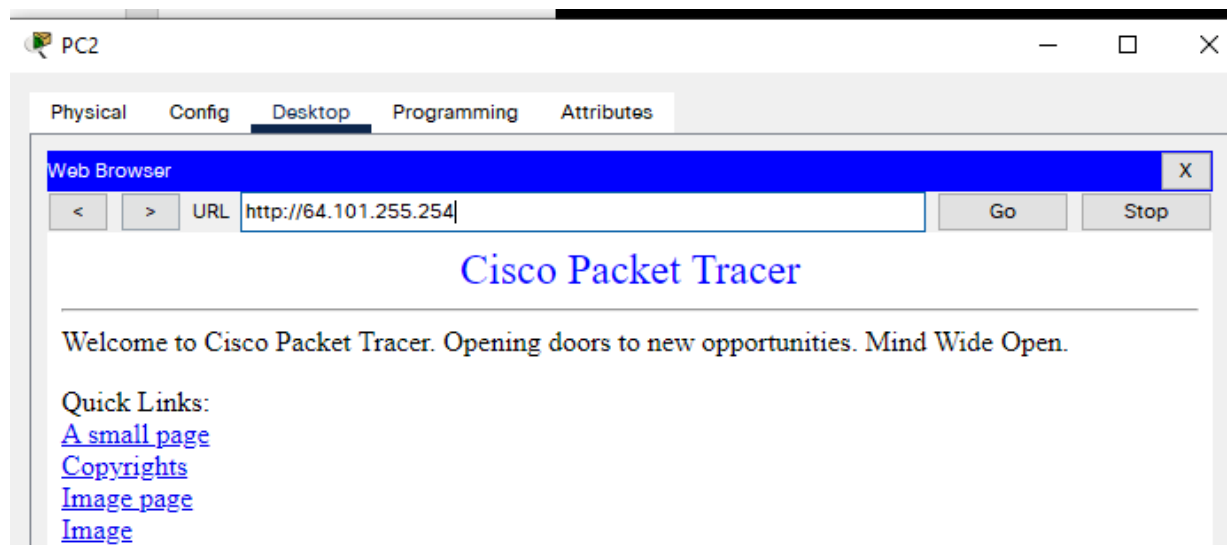 PC2
Physical Config Desktop Programming Attributes
Web Browser X
< > URL http://64.101.255.254 Go Stop
Cisco Packet Tracer
Welcome to Cisco Packet Tracer. Opening doors to new opportunities. Mind Wide Open.
Quick Links:
A small page
Copyrights
Image page
Image